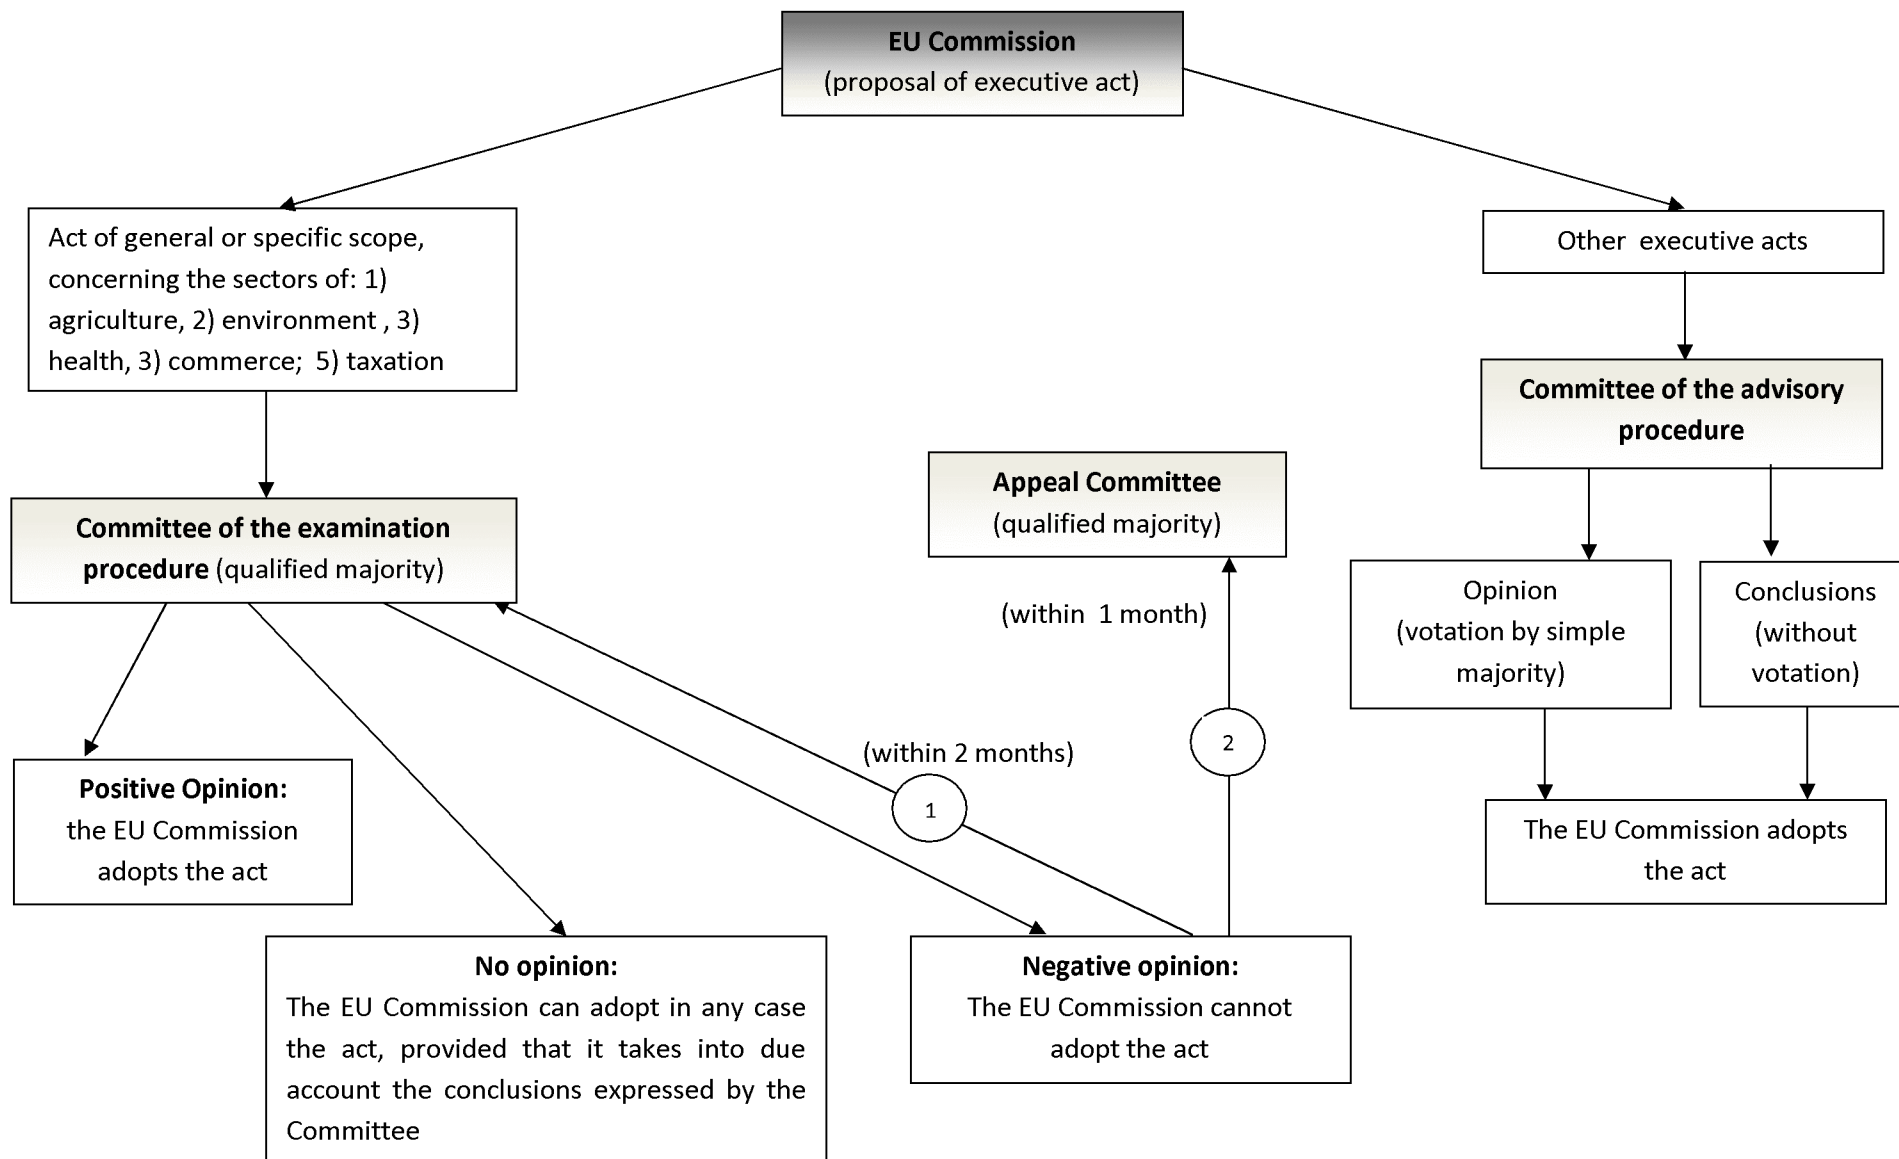 EU Commission
(proposal of executive act)
Act of general or specific scope,
concerning the sectors of: 1)
agriculture, 2) environment , 3)
health, 3) commerce;  5) taxation
Other  executive acts
Committee of the advisory
procedure
Appeal Committee
(qualified majority)
Committee of the examination
procedure (qualified majority)
(within  1 month)
Opinion
(votation by simple
majority)
Conclusions
(without
votation)
2
(within 2 months)
1
Positive Opinion:
the EU Commission
adopts the act
The EU Commission adopts
the act
No opinion:
The EU Commission can adopt in any case
the act, provided that it takes into due
account the conclusions expressed by the
Committee
Negative opinion:
The EU Commission cannot
adopt the act